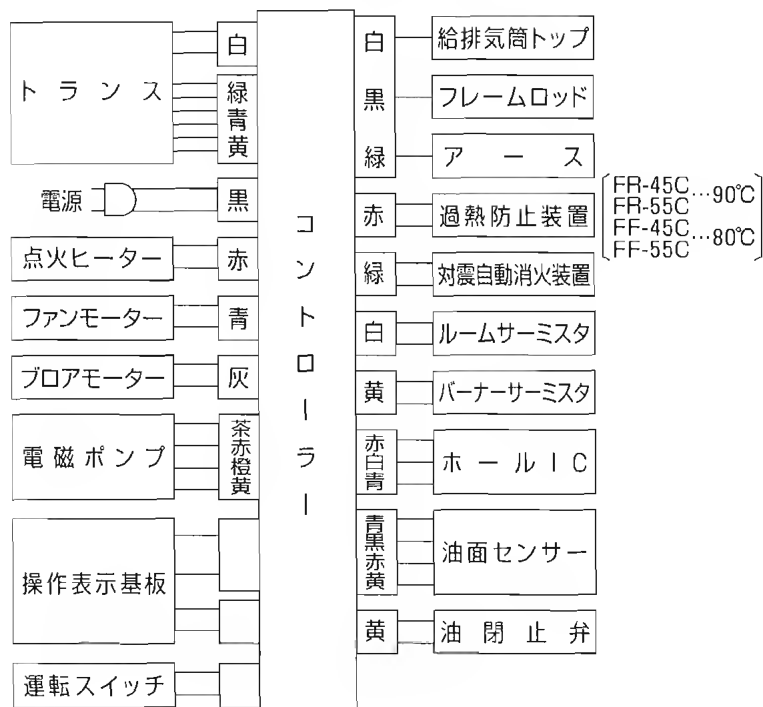 トランス
白
緑
青
黄
電源
黒
点火ヒーター
赤
ファンモーター
青
ブロアモーター
灰
電磁ポンプ
茶
赤
橙
黄
操作表示基板
運転スイッチ
コントローラー
白
給排気筒トップ
黒
フレームロッド
緑
アース
赤
過熱防止装置
FR-45C
FR-55C
…90℃
FF-45C
FF-55C
…80℃
緑
対震自動消火装置
白
ルームサーミスタ
黄
バーナーサーミスタ
赤
白
青
ホールIC
青
黒
赤
黄
油面センサー
黄
油閉止弁